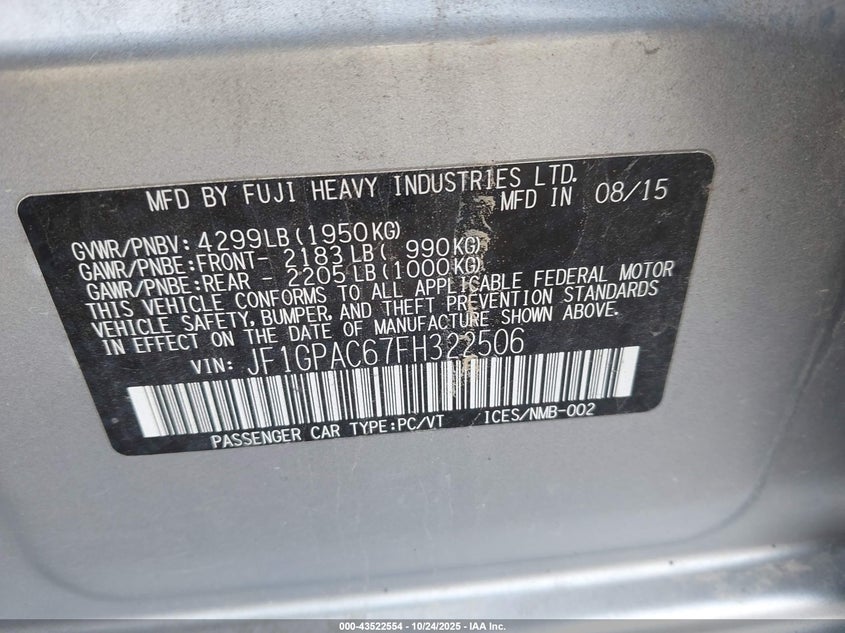 MFD BY FUJI HEAVY INDUSTRIES LTD.
MFD IN 08/15
GVWR/PNBV: 4299LB(1950KG)
GAWR/PNBE:FRONT- 2183LB( 990KG)
GAWR/PNBE:REAR 2205LB(1000KG)
THIS VEHICLE CONFORMS TO ALL APPLICABLE FEDERAL MOTOR
VEHICLE SAFETY, BUMPER, AND THEFT PREVENTION STANDARDS
IN EFFECT ON THE DATE OF MANUFACTURE SHOWN ABOVE.
VIN: JF1GPAC67FH322506
PASSENGER CAR TYPE:PC/VT ICES/NMB-002
000-43522554 | 10/24/2025 - IAA Inc.